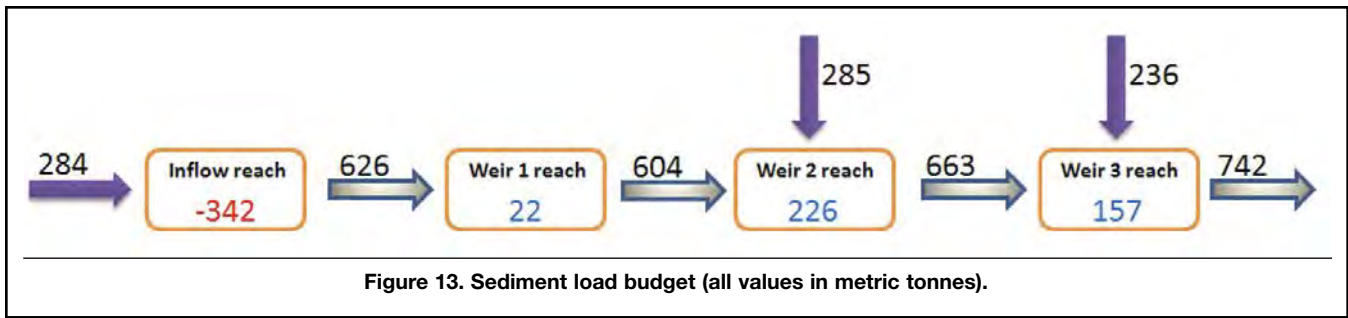 285
236
284
Inflow reach
-342
626
Weir 1 reach
22
604
Weir 2 reach
226
663
Weir 3 reach
157
742
Figure 13. Sediment load budget (all values in metric tonnes).